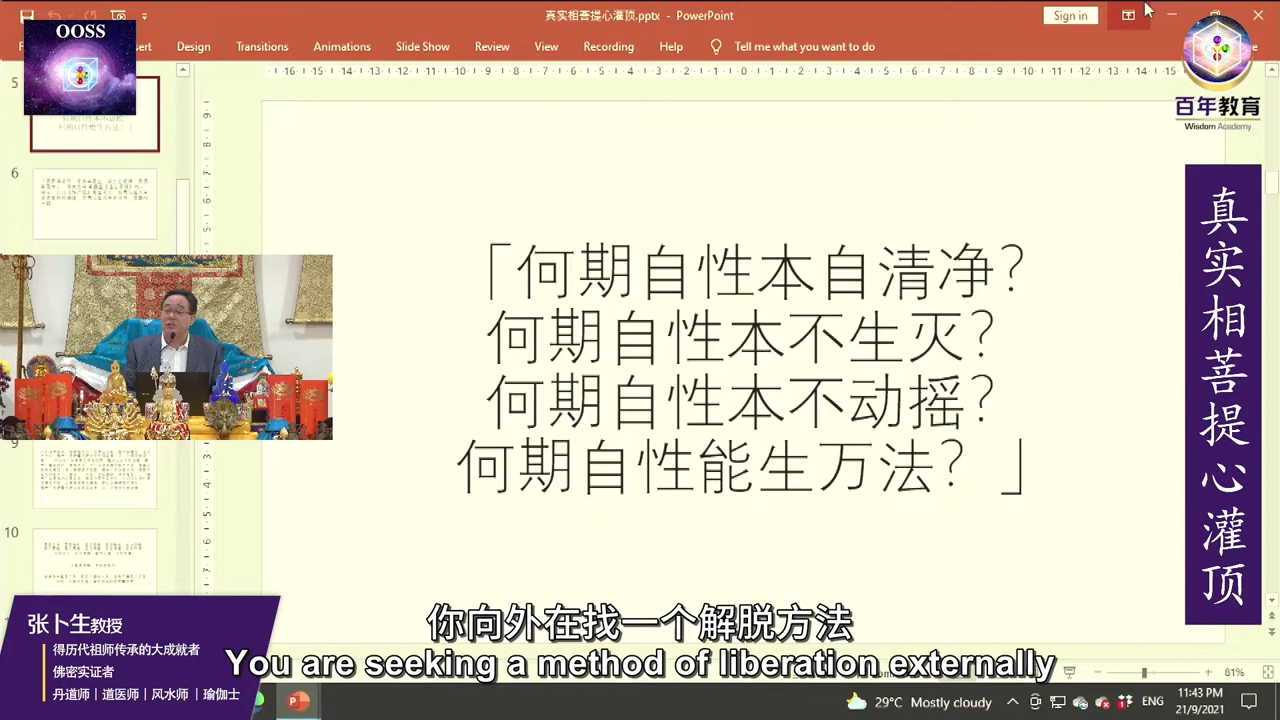 真实相菩提心灌顶.pptx - PowerPoint
Sign in
OOSS
Design Transitions Animations Slide Show Review View Recording Help Tell me what you want to do
百年教育
Wisdom Academy
5
6
「何期自性本自清净？
何期自性本不生灭？
何期自性本不动摇？
何期自性能生万法？」
真实相菩提心灌顶
10
你向外在找一个解脱方法
You are seeking a method of liberation externally
张卜生教授
得历代祖师传承的大成就者
佛密实证者
丹道师｜道医师｜风水师｜瑜伽士
81%
29°C Mostly cloudy
ENG
11:43 PM
21/9/2021